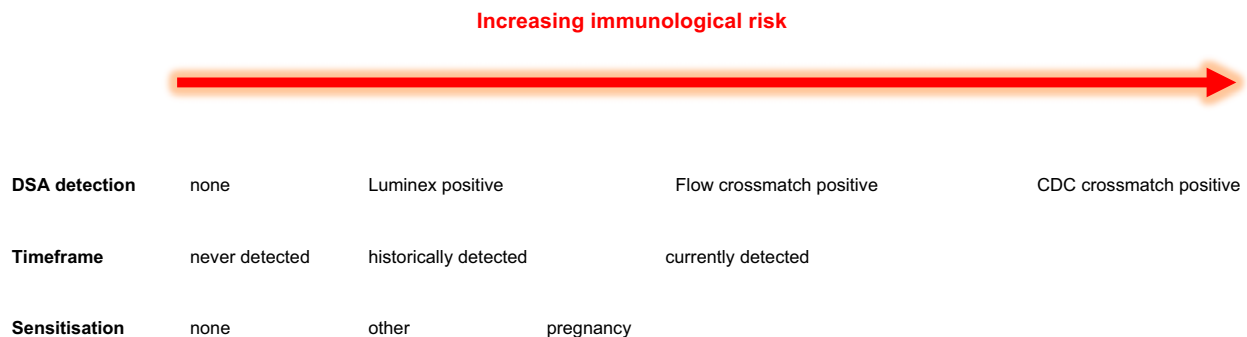 Increasing immunological risk
DSA detection none Luminex positive Flow crossmatch positive CDC crossmatch positive
Timeframe never detected historically detected currently detected
Sensitisation none other pregnancy